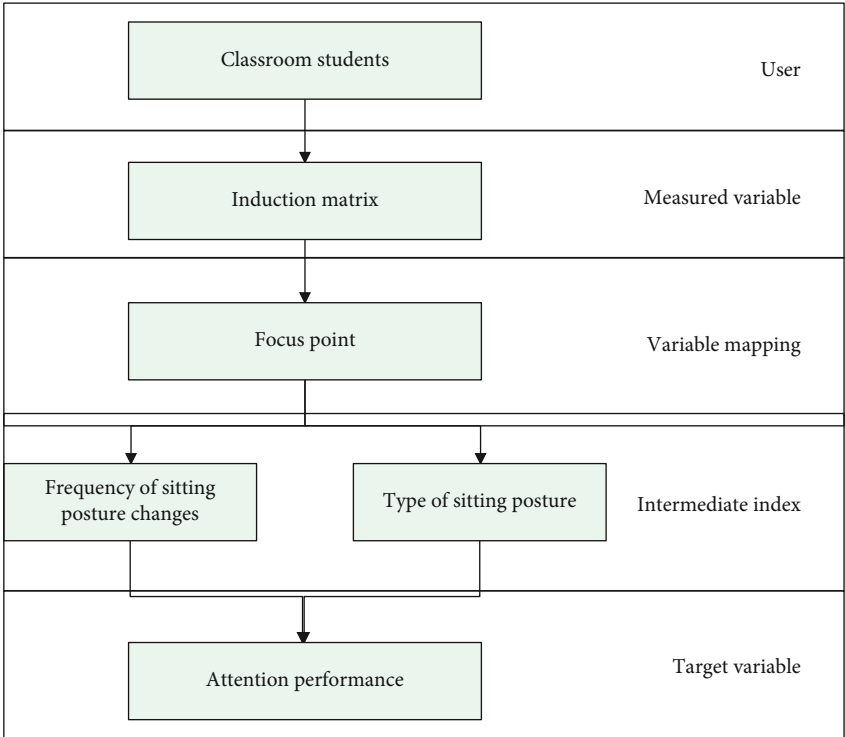 Classroom students
User
Induction matrix
Measured variable
Focus point
Variable mapping
Frequency of sitting
posture changes
Type of sitting posture
Intermediate index
Attention performance
Target variable